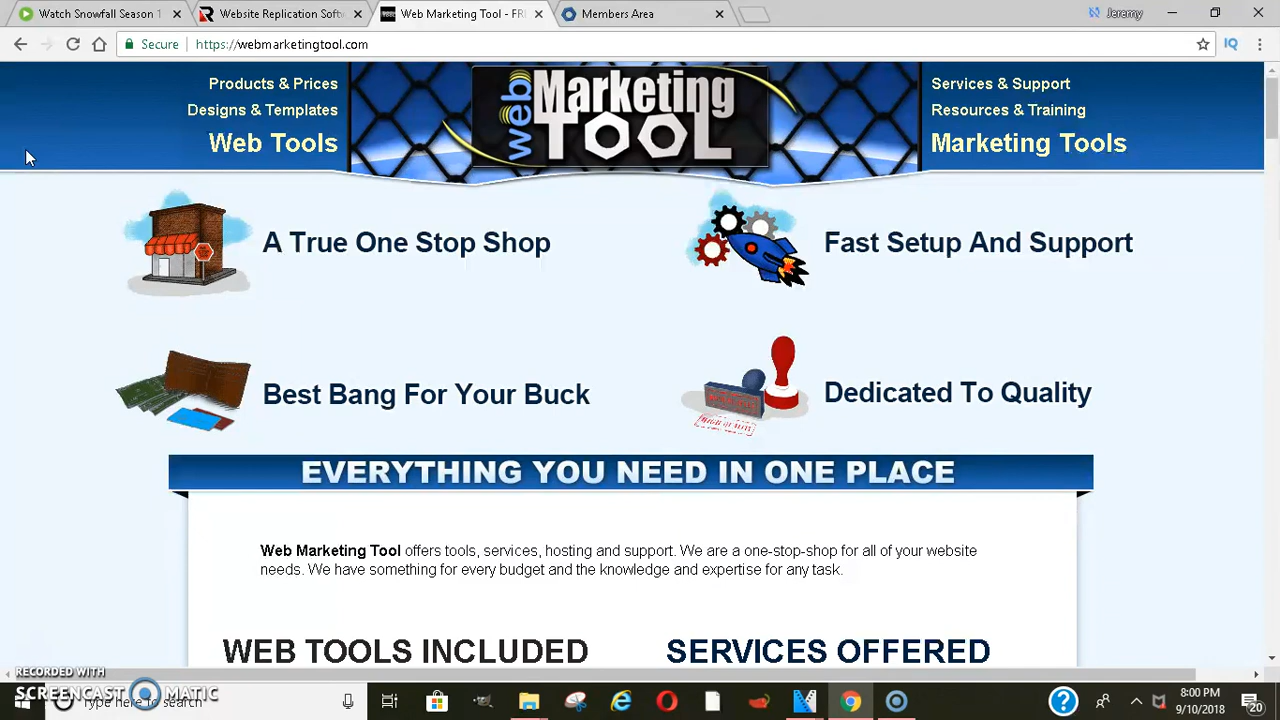 Watch Snowfall Season 1
Website Replication Softw
Web Marketing Tool - FRE
Members Area
Jeremy
Secure
https://webmarketingtool.com
IQ
Products & Prices
Designs & Templates
Web Tools
web Marketing TOOL
Services & Support
Resources & Training
Marketing Tools
A True One Stop Shop
Fast Setup And Support
Best Bang For Your Buck
Dedicated To Quality
HIGH QUALITY
EVERYTHING YOU NEED IN ONE PLACE
Web Marketing Tool offers tools, services, hosting and support. We are a one-stop-shop for all of your website
needs. We have something for every budget and the knowledge and expertise for any task.
WEB TOOLS INCLUDED
SERVICES OFFERED
RECORDED WITH
SCREENCAST MATIC
Type here to search
8:00 PM
9/10/2018
20